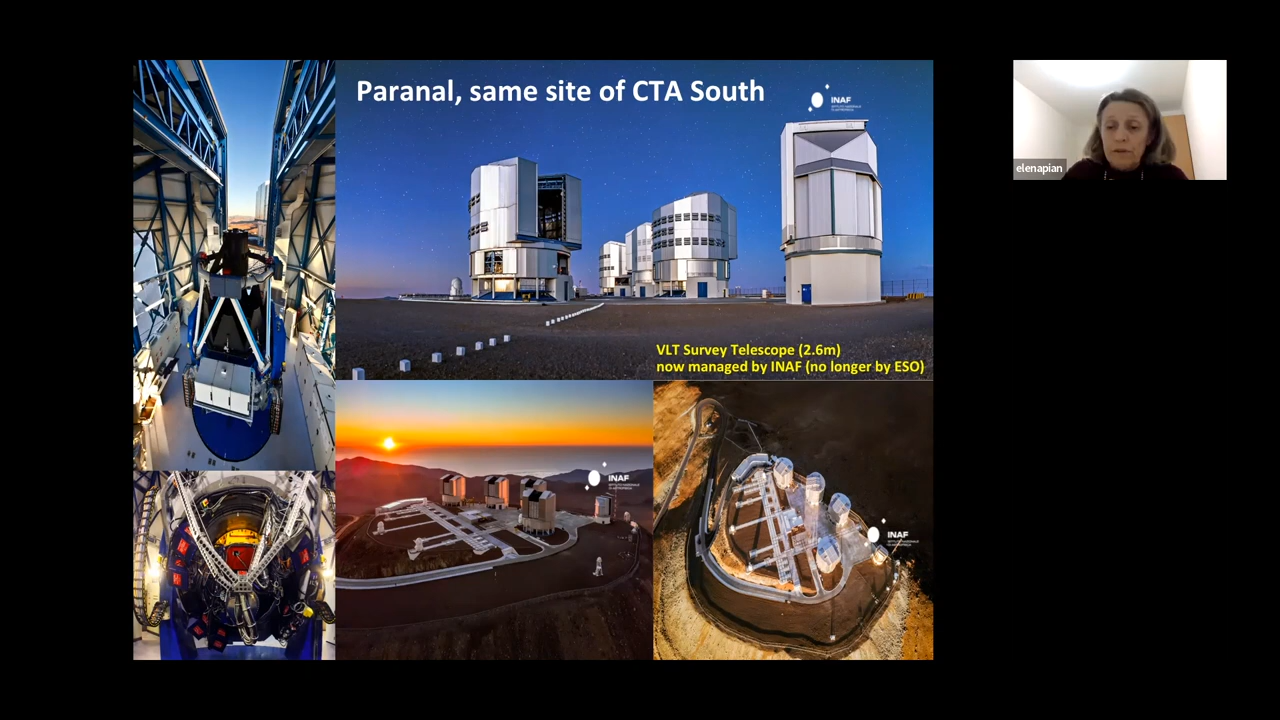 Paranal, same site of CTA South
INAF
elenapian
VLT Survey Telescope (2.6m)
now managed by INAF (no longer by ESO)
INAF
INAF